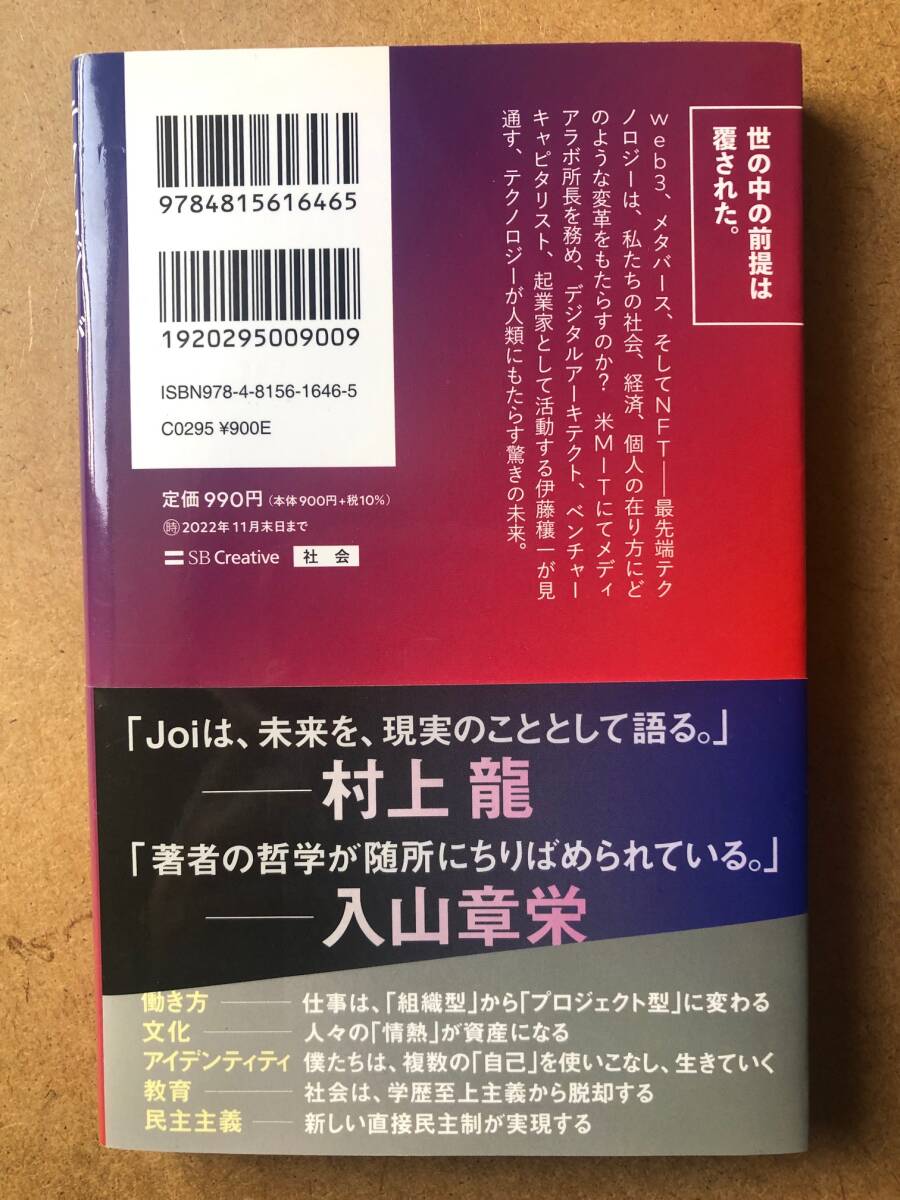 世の中の前提は
覆された。
web3、メタバース、そしてNFT――最先端テク
ノロジーは、私たちの社会、経済、個人の在り方にど
のような変革をもたらすのか？　米MITにてメディ
アラボ所長を務め、デジタルアーキテクト、ベンチャー
キャピタリスト、起業家として活動する伊藤穰一が見
通す、テクノロジーが人類にもたらす驚きの未来。
9784815616465
1920295009009
ISBN978-4-8156-1646-5
C0295 ¥900E
定価 990円（本体 900円+税10%）
時 2022年11月末日まで
SB Creative 社会
「Joiは、未来を、現実のこととして語る。」
――村上 龍
「著者の哲学が随所にちりばめられている。」
――入山章栄
働き方――仕事は、「組織型」から「プロジェクト型」に変わる
文化――人々の「情熱」が資産になる
アイデンティティ 僕たちは、複数の「自己」を使いこなし、生きていく
教育――社会は、学歴至上主義から脱却する
民主主義――新しい直接民主制が実現する